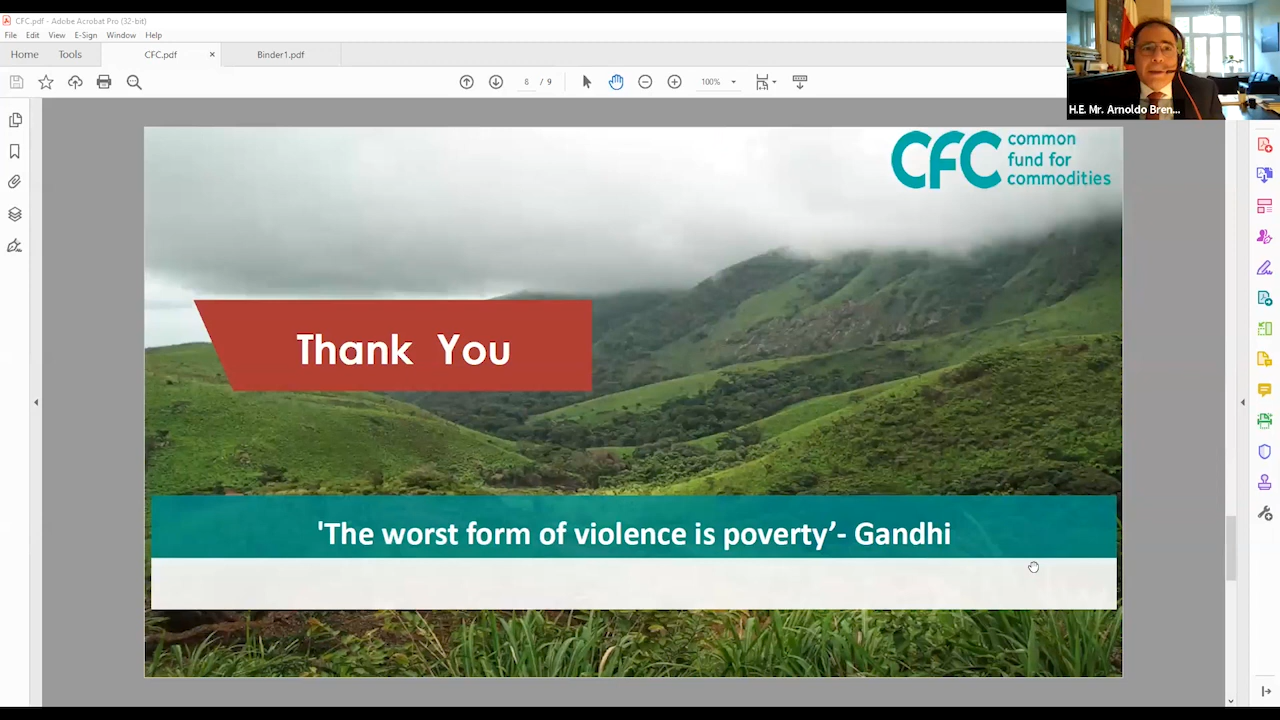 CFC.pdf - Adobe Acrobat Pro (32-bit)
File Edit View E-Sign Window Help
Home Tools CFC.pdf × Binder1.pdf
8 / 9 100%
H.E. Mr. Arnoldo Bren...
CFC common fund for commodities
Thank You
'The worst form of violence is poverty’- Gandhi